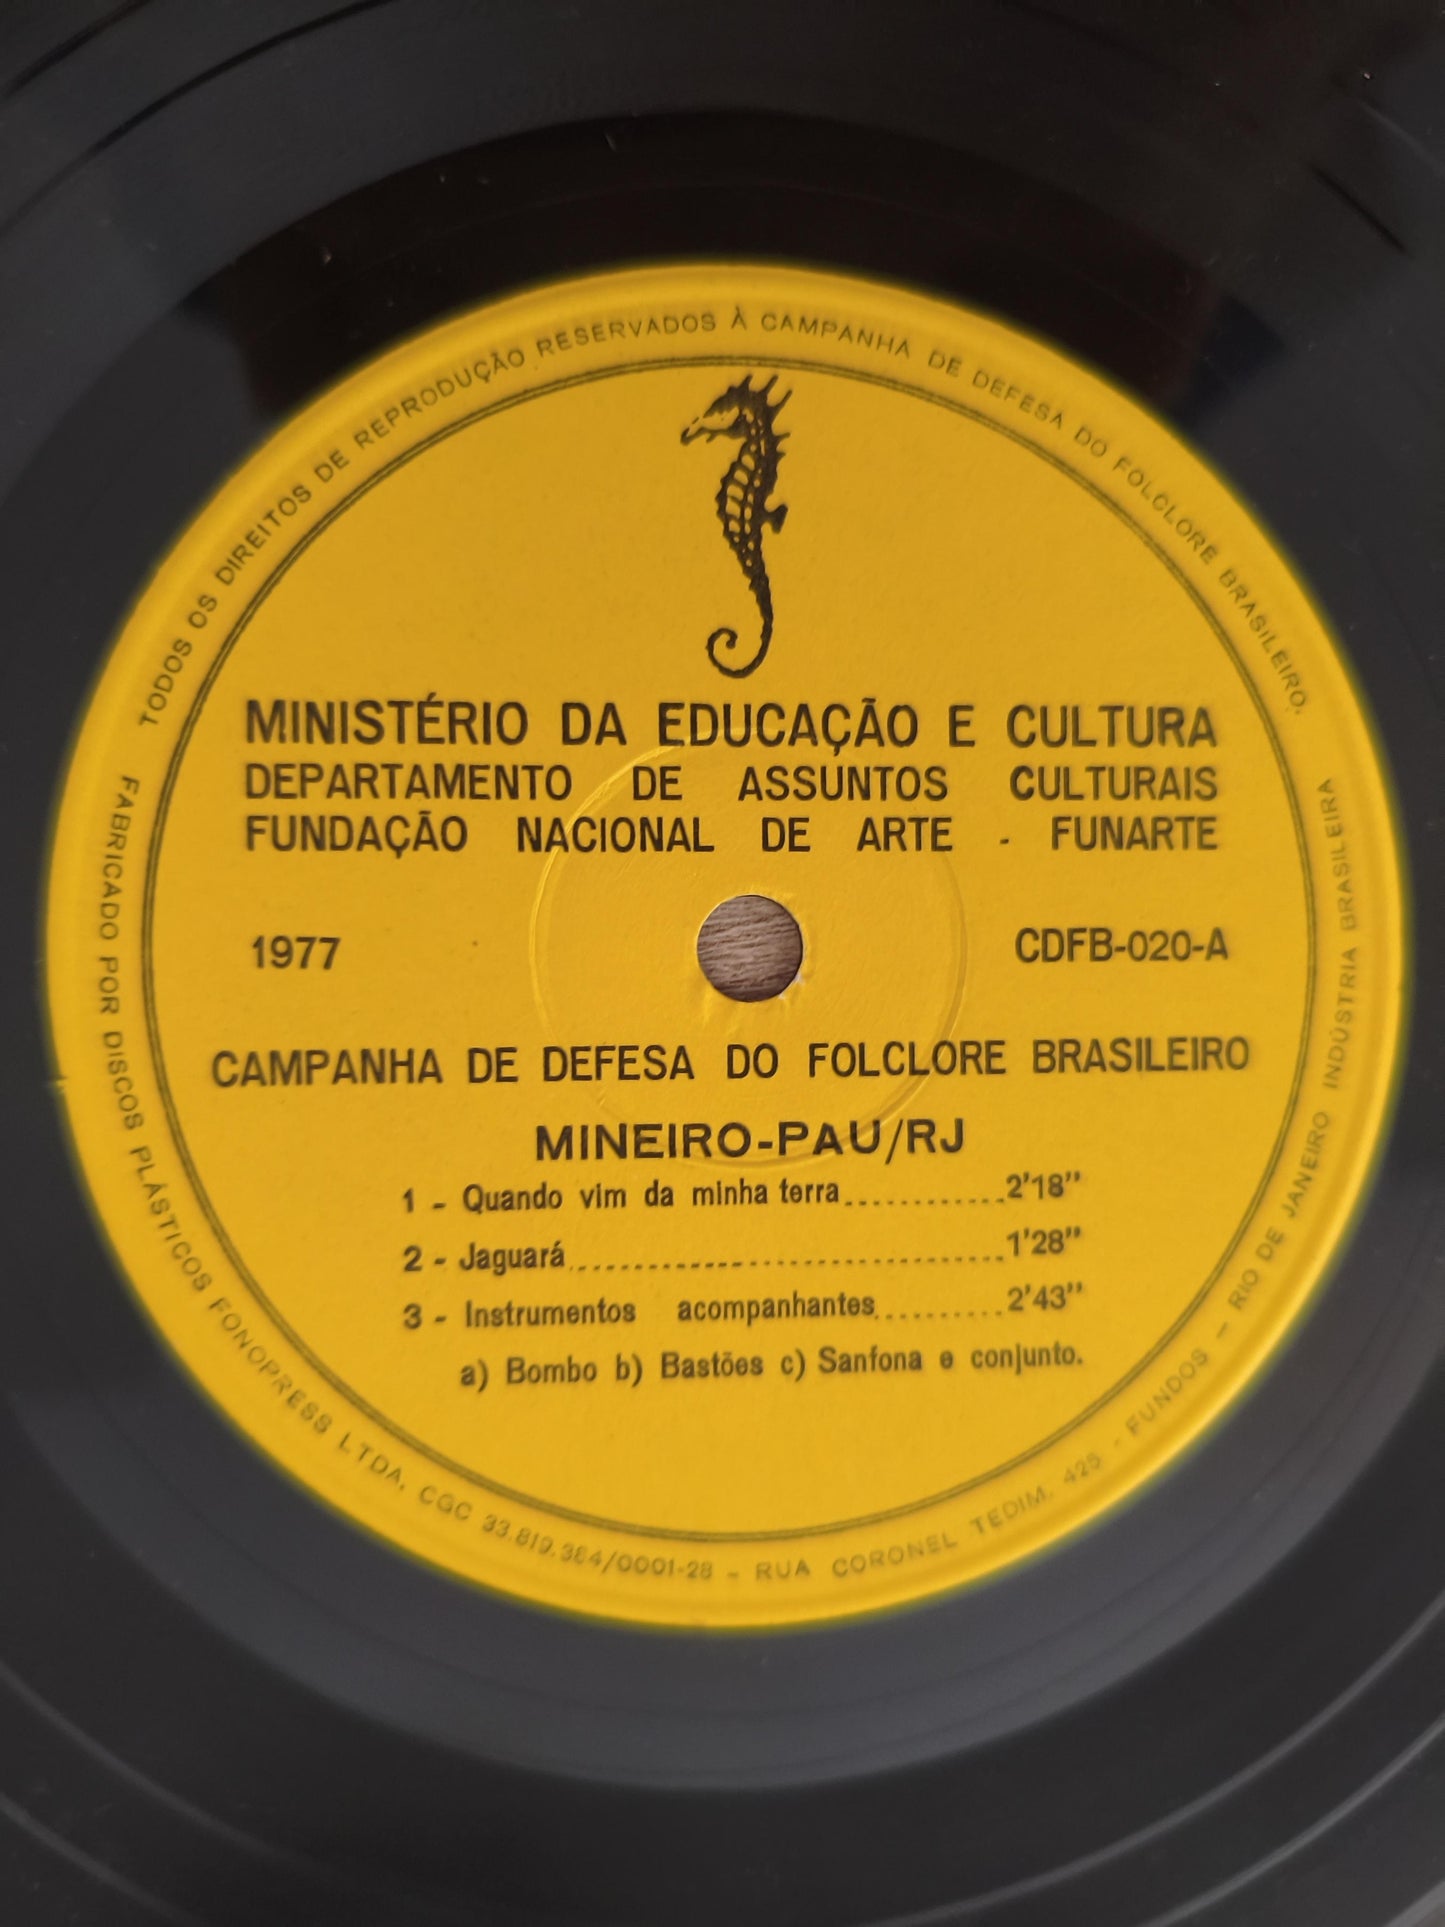 TODOS OS DIREITOS DE REPRODUÇÃO RESERVADOS À CAMPANHA DE DEFESA DO FOLCLORE BRASILEIRO.
MINISTÉRIO DA EDUCAÇÃO E CULTURA
DEPARTAMENTO DE ASSUNTOS CULTURAIS
FUNDAÇÃO NACIONAL DE ARTE - FUNARTE
1977
CDFB-020-A
CAMPANHA DE DEFESA DO FOLCLORE BRASILEIRO
MINEIRO-PAU/RJ
1 - Quando vim da minha terra............2'18"
2 - Jaguará....................................1'28"
3 - Instrumentos acompanhantes..........2'43"
a) Bombo b) Bastões c) Sanfona e conjunto.
FABRICADO POR DISCOS PLÁSTICOS FONOPRESS LTDA. CGC 33.819.384/0001-28 - RUA CORONEL TEDIM. 425 - FUNDOS - RIO DE JANEIRO INDÚSTRIA BRASILEIRA